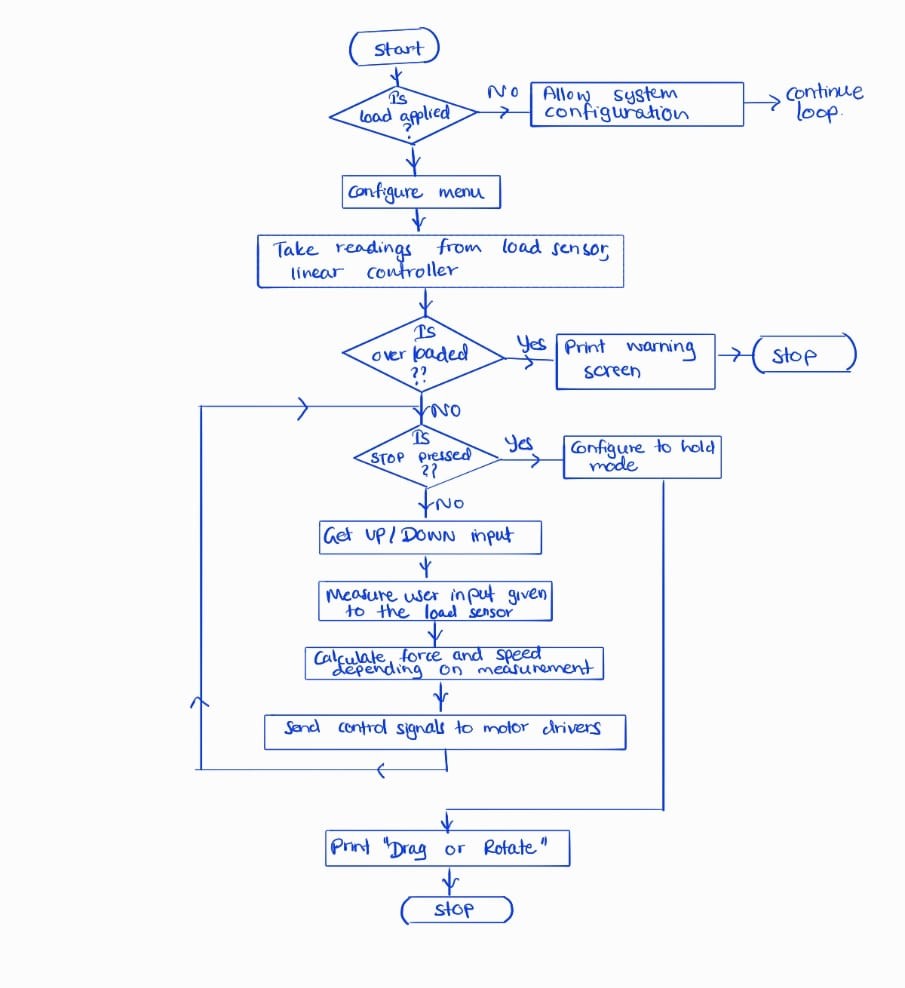 Start
Is
load applied
?
NO
Allow system
configuration
continue
loop.
Configure menu
Take readings from load sensor,
linear controller
Is
over loaded
??
Yes
Print warning
screen
Stop
NO
Is
STOP pressed
??
Yes
Configure to hold
mode
NO
Get UP/DOWN input
Measure user input given
to the load sensor
Calculate force and speed
depending on measurement
Send control signals to motor drivers
Print "Drag or Rotate"
Stop